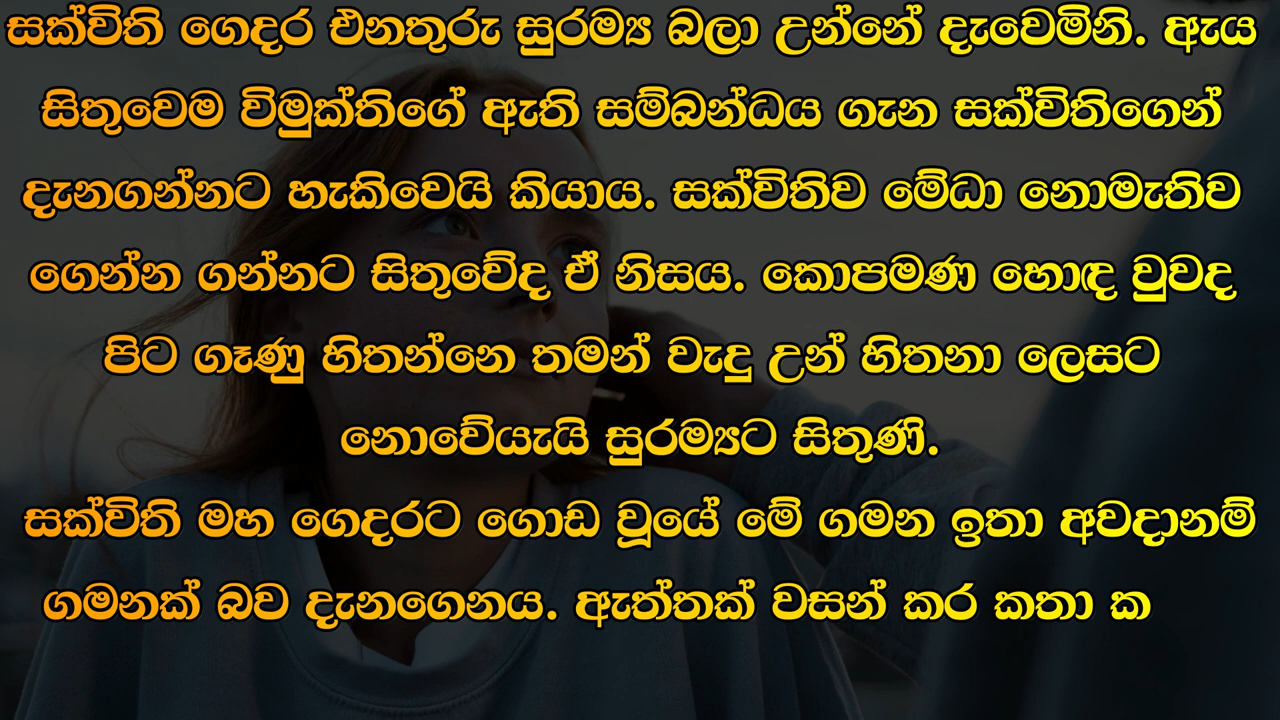 සක්විති ගෙදර එනතුරු සුරම්‍ය බලා උන්නේ දැවෙමිනි. ඇය
සිතුවෙම විමුක්තිගේ ඇති සම්බන්ධය ගැන සක්විතිගෙන්
දැනගන්නට හැකිවෙයි කියාය. සක්විතිව මේධා නොමැතිව
ගෙන්න ගන්නට සිතුවේද ඒ නිසය. කොපමණ හොඳ වුවද
පිට ගෑණු හිතන්නෙ තමන් වැදු උන් හිතනා ලෙසට
නොවේයැයි සුරම්‍යට සිතුණි.
සක්විති මහ ගෙදරට ගොඩ වූයේ මේ ගමන ඉතා අවදානම්
ගමනක් බව දැනගෙනය. ඇත්තක් වසන් කර කතා ක